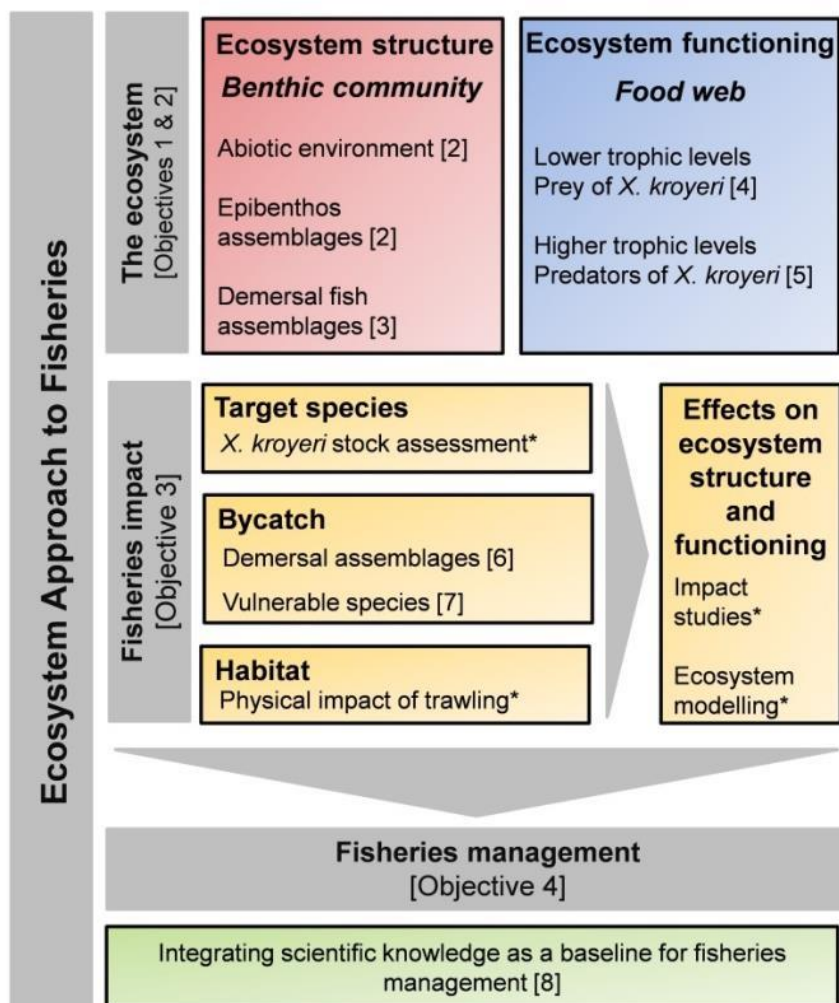 Ecosystem Approach to Fisheries
The ecosystem
[Objectives 1 & 2]
Ecosystem structure
Benthic community
Abiotic environment [2]
Epibenthos
assemblages [2]
Demersal fish
assemblages [3]
Ecosystem functioning
Food web
Lower trophic levels
Prey of X. kroyeri [4]
Higher trophic levels
Predators of X. kroyeri [5]
Fisheries impact
[Objective 3]
Target species
X. kroyeri stock assessment*
Bycatch
Demersal assemblages [6]
Vulnerable species [7]
Habitat
Physical impact of trawling*
Effects on
ecosystem
structure
and
functioning
Impact
studies*
Ecosystem
modelling*
Fisheries management
[Objective 4]
Integrating scientific knowledge as a baseline for fisheries
management [8]